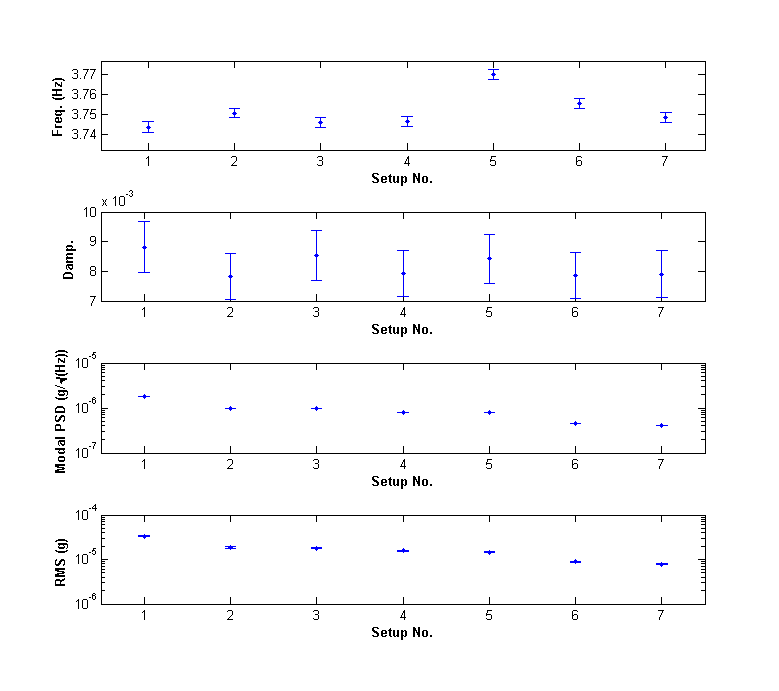 3.77
3.76
3.75
3.74
Freq. (Hz)
1 2 3 4 5 6 7
Setup No.
x 10^-3
10
9
8
7
Damp.
1 2 3 4 5 6 7
Setup No.
10^-5
10^-6
10^-7
Modal PSD (g/√(Hz))
1 2 3 4 5 6 7
Setup No.
10^-4
10^-5
10^-6
RMS (g)
1 2 3 4 5 6 7
Setup No.